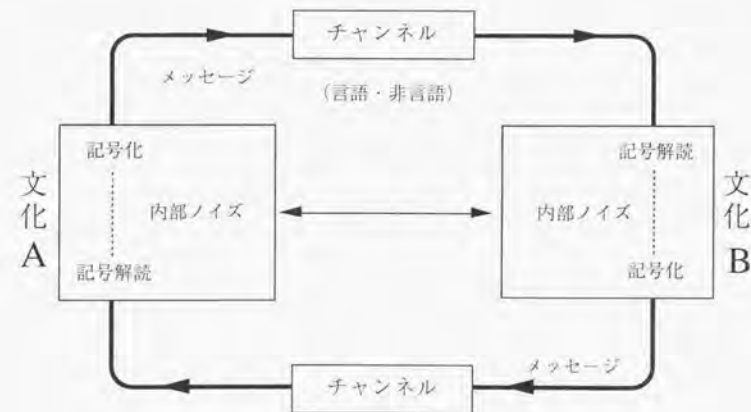 チャンネル
メッセージ
(言語・非言語)
文化A
記号化
内部ノイズ
記号解読
記号解読
内部ノイズ
記号化
文化B
メッセージ
チャンネル